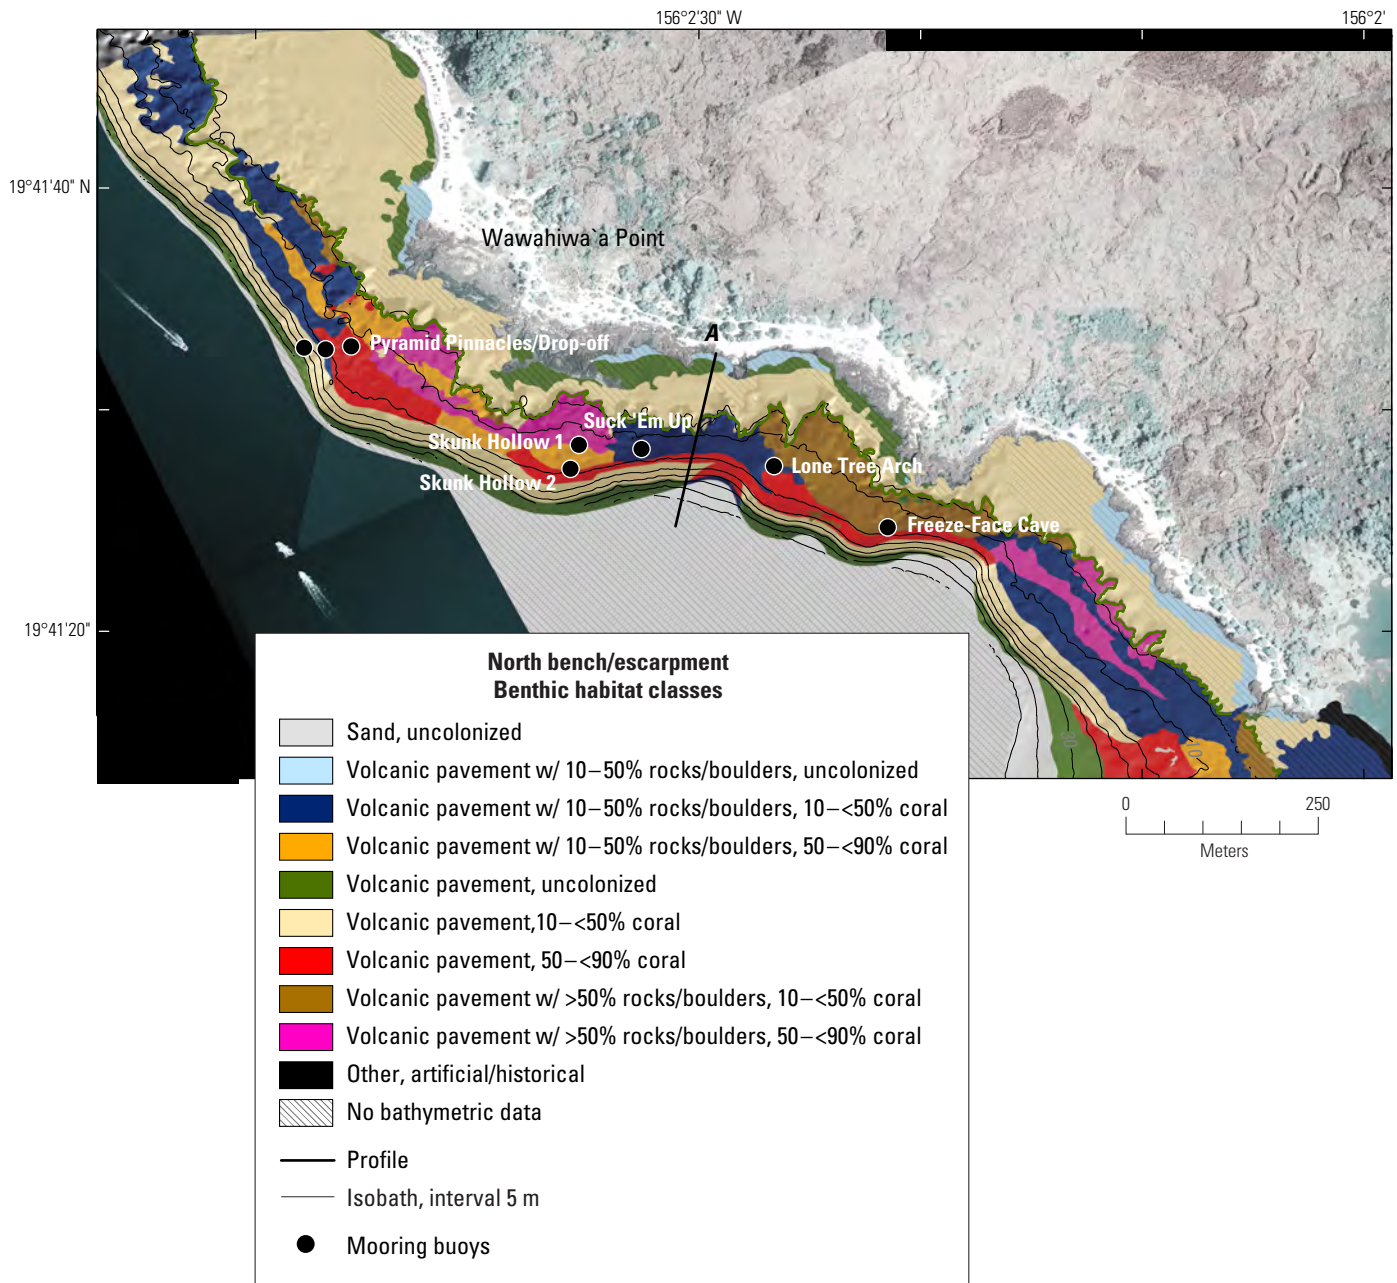 156°2'30" W
156°2'
19°41'40" N
Wawahiwa`a Point
A
Pyramid Pinnacles/Drop-off
Suck 'Em Up
Skunk Hollow 1
Lone Tree Arch
Skunk Hollow 2
Freeze-Face Cave
19°41'20"
30
10
North bench/escarpment
Benthic habitat classes
Sand, uncolonized
Volcanic pavement w/ 10–50% rocks/boulders, uncolonized
Volcanic pavement w/ 10–50% rocks/boulders, 10–<50% coral
Volcanic pavement w/ 10–50% rocks/boulders, 50–<90% coral
Volcanic pavement, uncolonized
Volcanic pavement,10–<50% coral
Volcanic pavement, 50–<90% coral
Volcanic pavement w/ >50% rocks/boulders, 10–<50% coral
Volcanic pavement w/ >50% rocks/boulders, 50–<90% coral
Other, artificial/historical
No bathymetric data
Profile
Isobath, interval 5 m
Mooring buoys
0 250
Meters